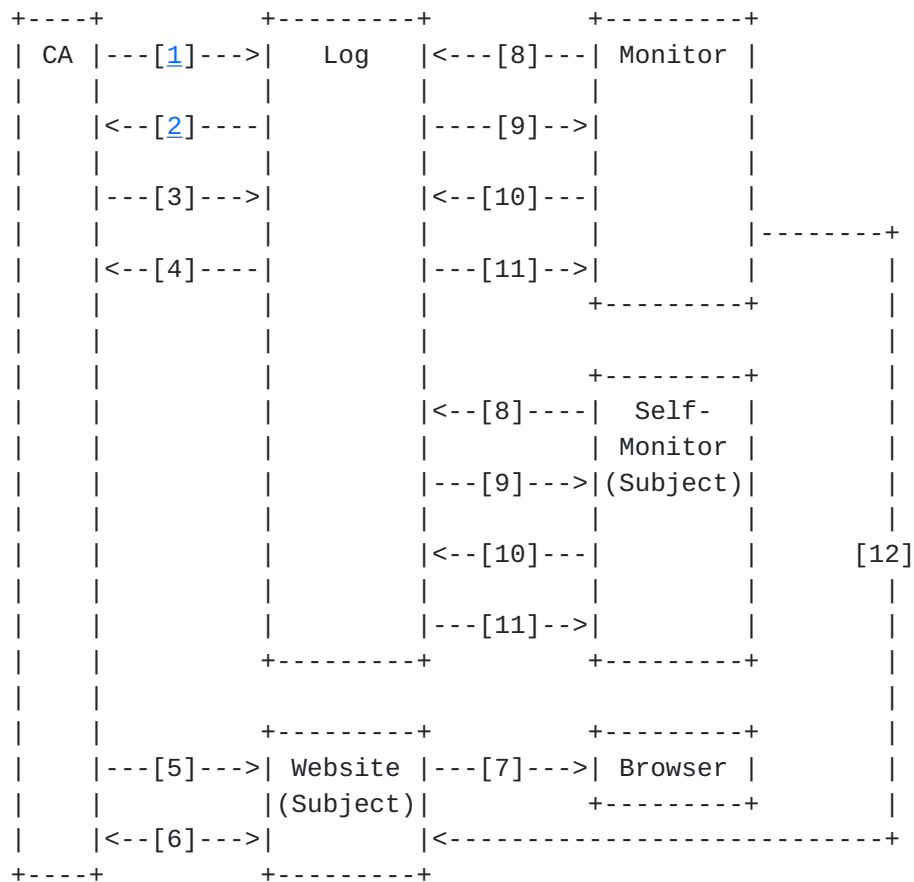 +----+          +---------+          +---------+
| CA |---[1]--->|   Log   |<---[8]---| Monitor |
|    |          |         |          |         |
|    |<--[2]----|         |----[9]-->|         |
|    |          |         |          |         |
|    |---[3]--->|         |<--[10]---|         |
|    |          |         |          |         |--------+
|    |<--[4]----|         |---[11]-->|         |        |
|    |          |         |          +---------+        |
|    |          |         |                             |
|    |          |         |          +---------+        |
|    |          |         |<--[8]----|  Self-  |        |
|    |          |         |          | Monitor |        |
|    |          |         |---[9]--->|(Subject)|        |
|    |          |         |          |         |        |
|    |          |         |<--[10]---|         |      [12]
|    |          |         |          |         |        |
|    |          |         |---[11]-->|         |        |
|    |          +---------+          +---------+        |
|    |                                                  |
|    |          +---------+          +---------+        |
|    |---[5]--->| Website |---[7]--->| Browser |        |
|    |          |(Subject)|          +---------+        |
|    |<--[6]--->|         |<----------------------------+
+----+          +---------+